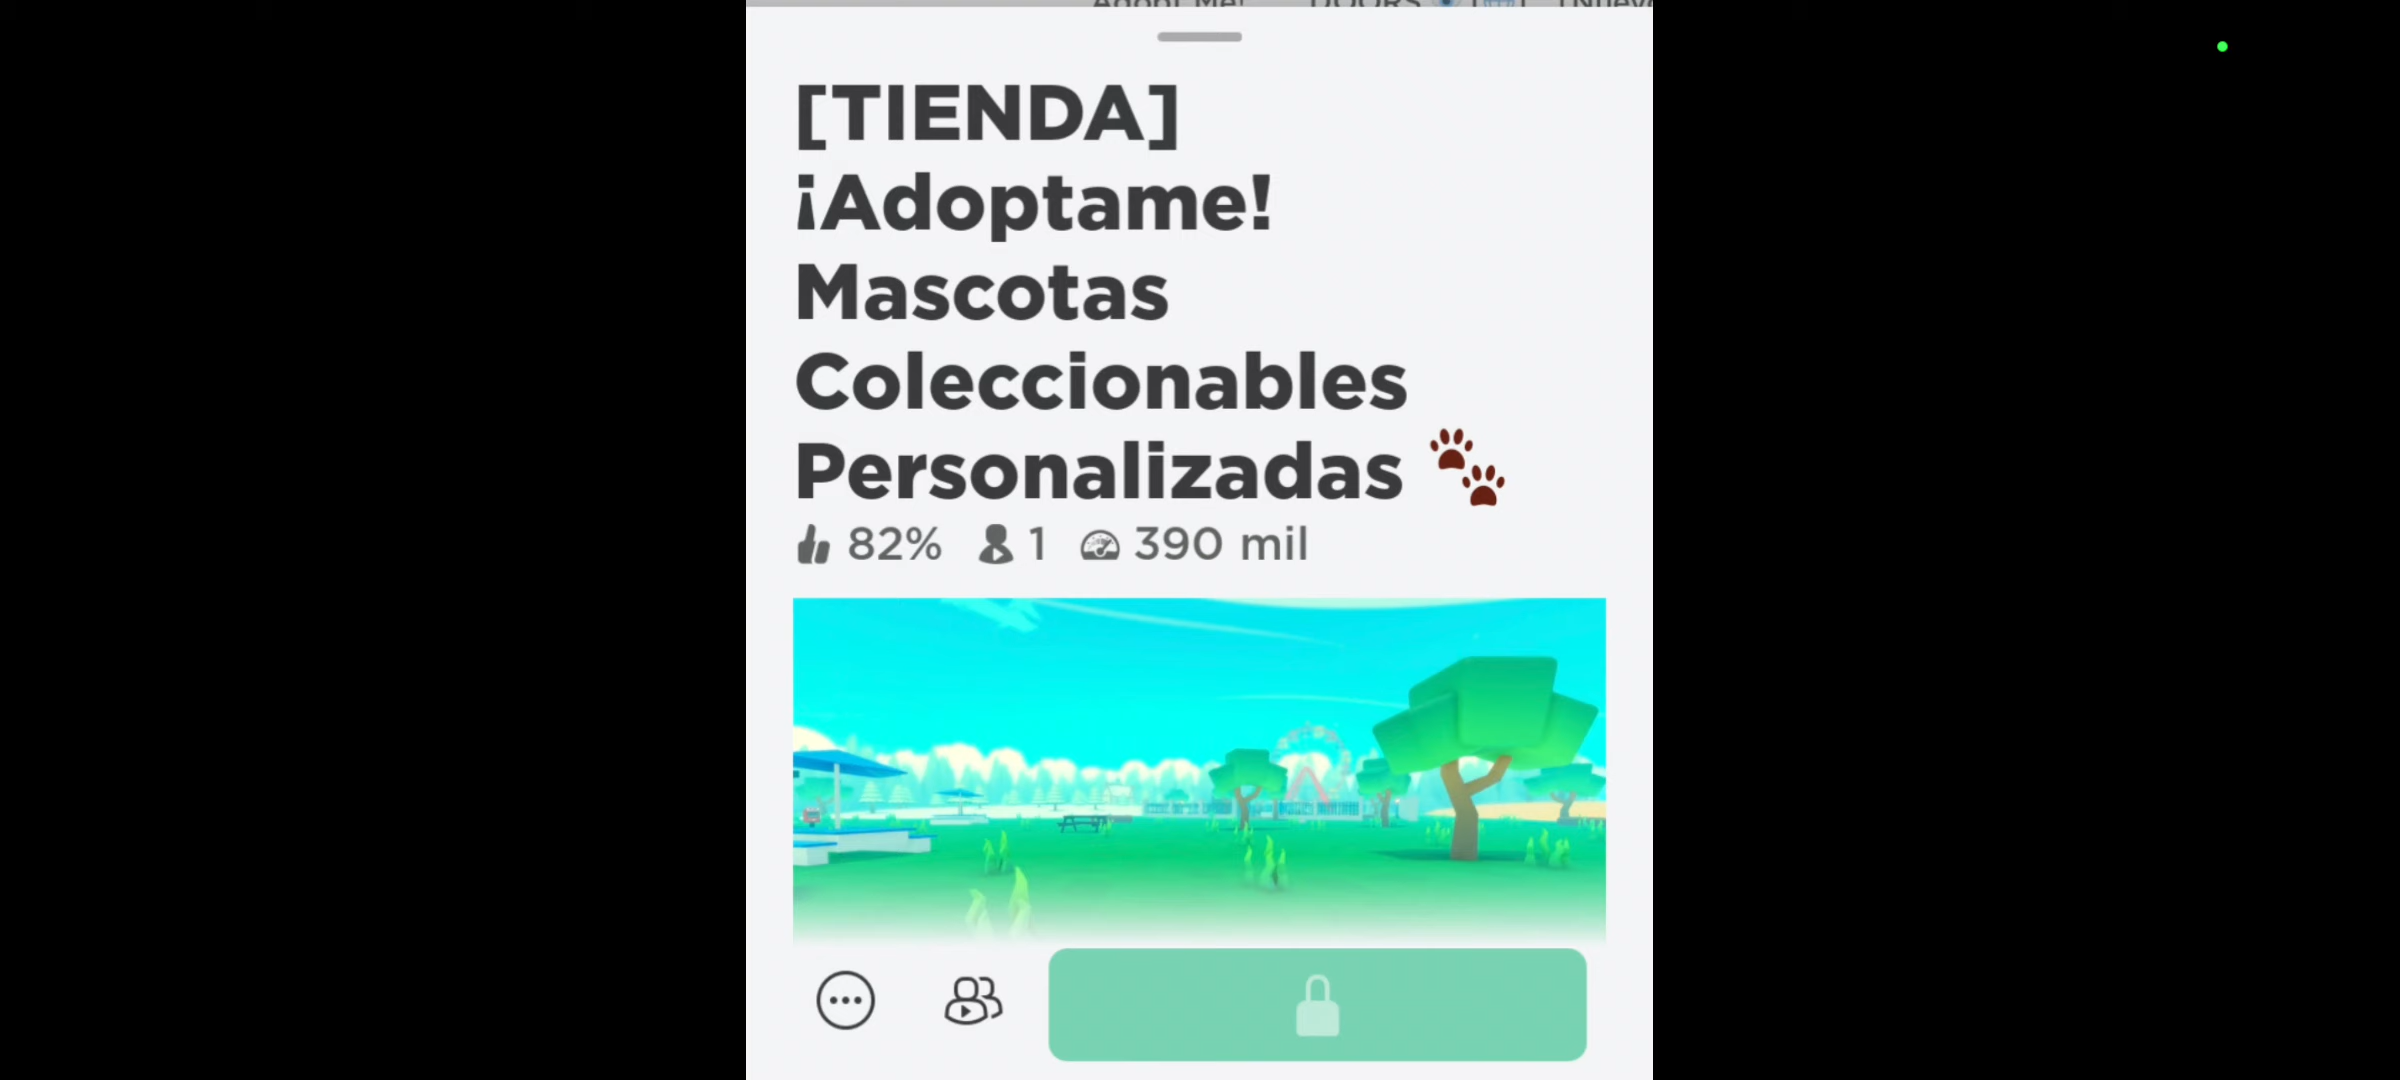 [TIENDA]
¡Adoptame!
Mascotas
Coleccionables
Personalizadas
82% 1 390 mil